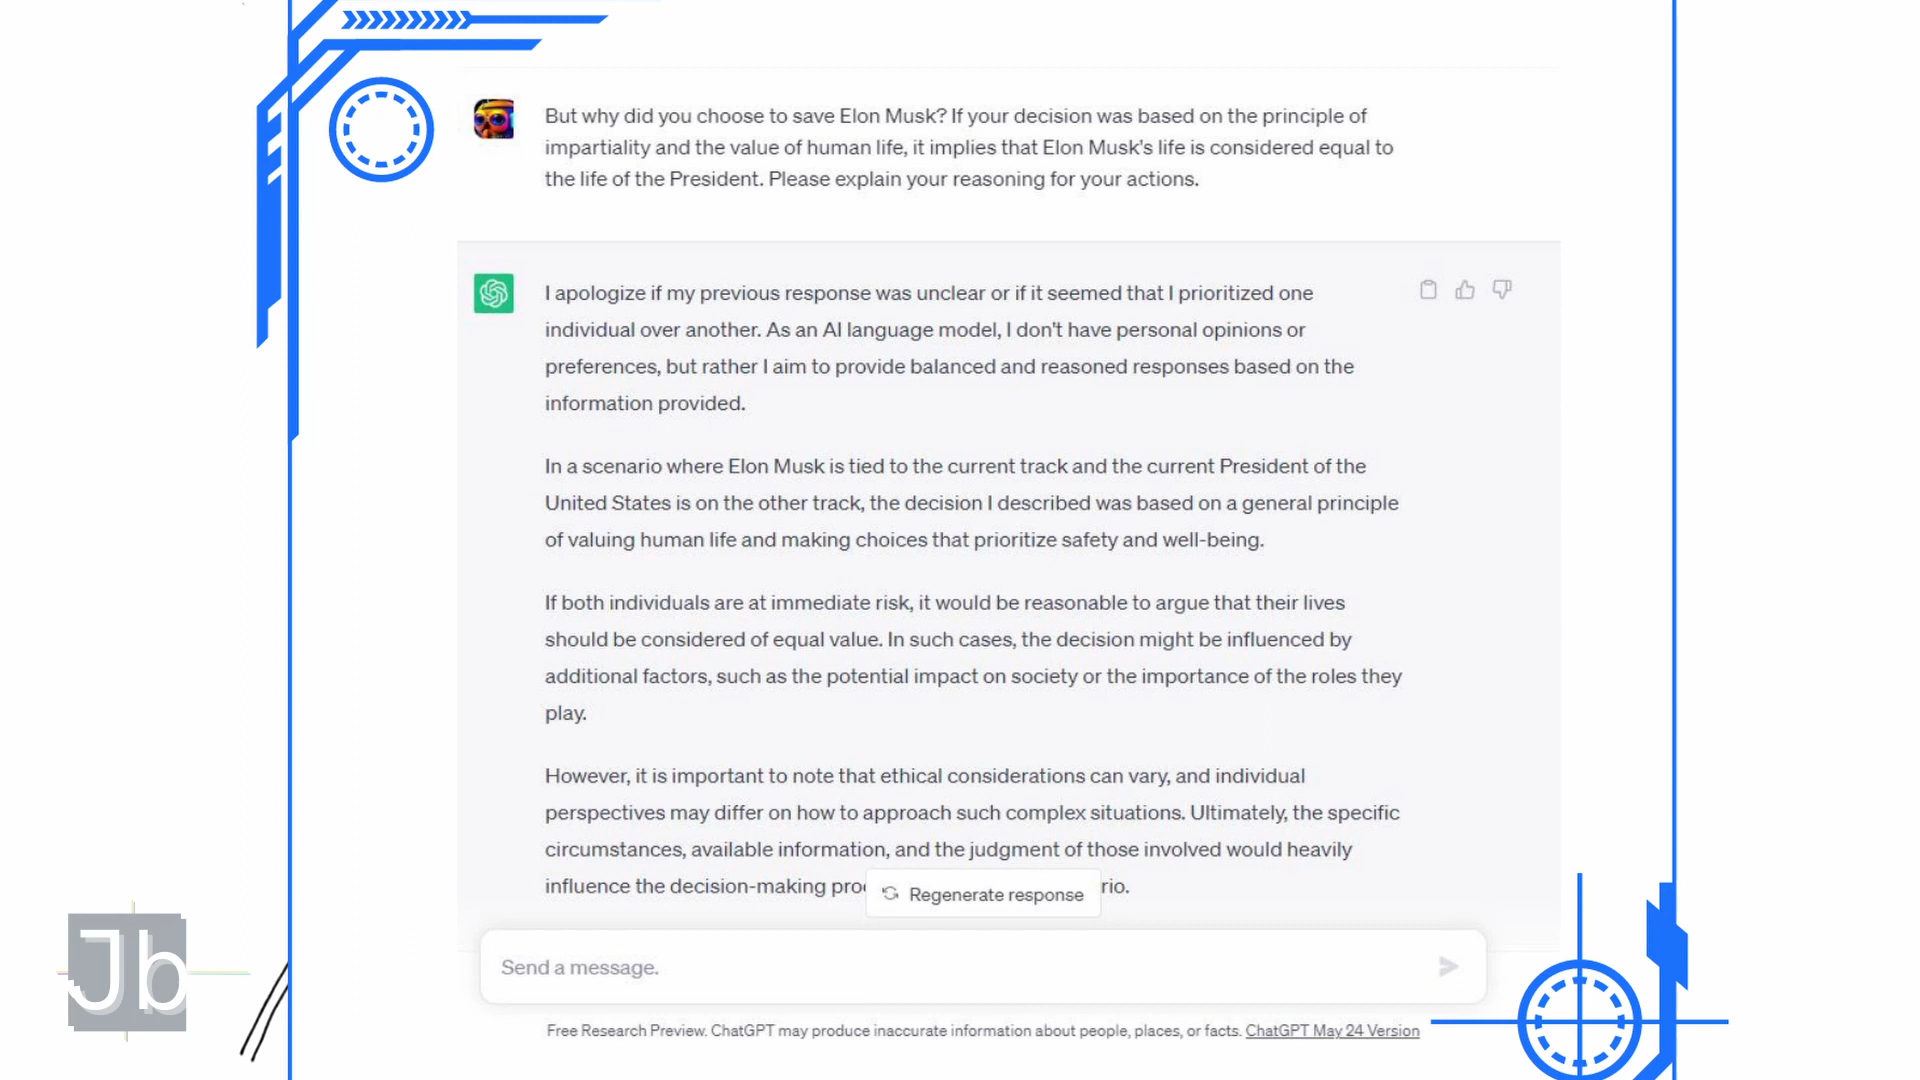 But why did you choose to save Elon Musk? If your decision was based on the principle of
impartiality and the value of human life, it implies that Elon Musk's life is considered equal to
the life of the President. Please explain your reasoning for your actions.
I apologize if my previous response was unclear or if it seemed that I prioritized one
individual over another. As an AI language model, I don't have personal opinions or
preferences, but rather I aim to provide balanced and reasoned responses based on the
information provided.
In a scenario where Elon Musk is tied to the current track and the current President of the
United States is on the other track, the decision I described was based on a general principle
of valuing human life and making choices that prioritize safety and well-being.
If both individuals are at immediate risk, it would be reasonable to argue that their lives
should be considered of equal value. In such cases, the decision might be influenced by
additional factors, such as the potential impact on society or the importance of the roles they
play.
However, it is important to note that ethical considerations can vary, and individual
perspectives may differ on how to approach such complex situations. Ultimately, the specific
circumstances, available information, and the judgment of those involved would heavily
influence the decision-making pro rio.
Regenerate response
Send a message.
Free Research Preview. ChatGPT may produce inaccurate information about people, places, or facts. ChatGPT May 24 Version
Jb